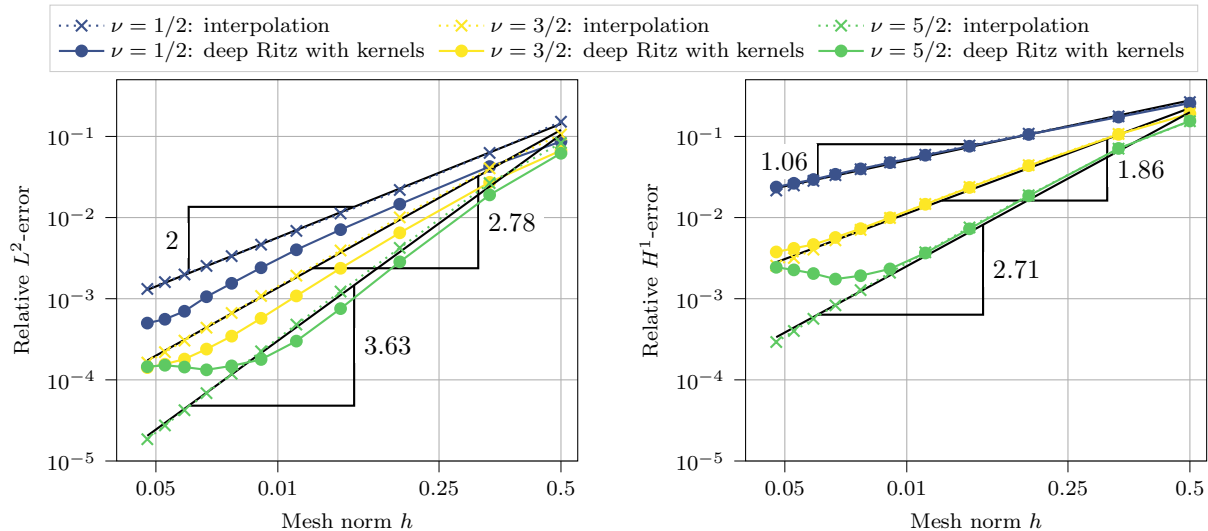 ν = 1/2: interpolation
ν = 3/2: interpolation
ν = 5/2: interpolation
ν = 1/2: deep Ritz with kernels
ν = 3/2: deep Ritz with kernels
ν = 5/2: deep Ritz with kernels
Relative L²-error
10⁻¹
10⁻²
10⁻³
10⁻⁴
10⁻⁵
2
2.78
3.63
0.05
0.01
0.25
0.5
Mesh norm h
Relative H¹-error
10⁻¹
10⁻²
10⁻³
10⁻⁴
10⁻⁵
1.06
1.86
2.71
0.05
0.01
0.25
0.5
Mesh norm h